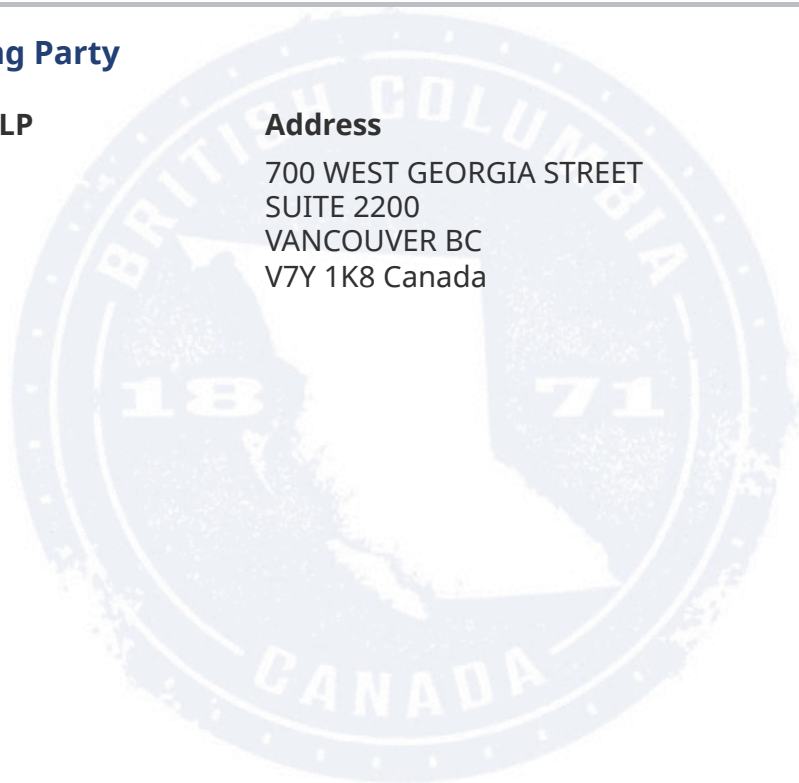 ng Party
LP
Address
700 WEST GEORGIA STREET
SUITE 2200
VANCOUVER BC
V7Y 1K8 Canada
BRITISH COLUMBIA
18 71
CANADA